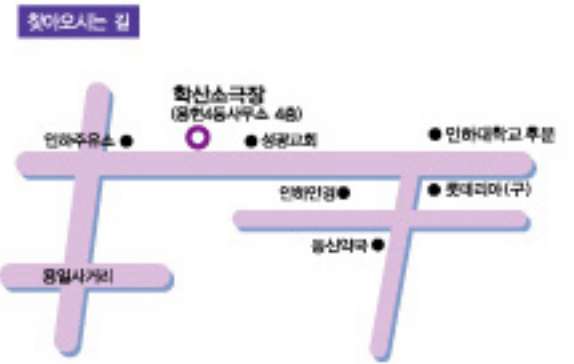 찾아오시는 길
학산소극장
(용현4동사무소 4층)
인하주유소
성광교회
인하대학교 후문
인하안경
롯데리아(구)
동산약국
용일사거리